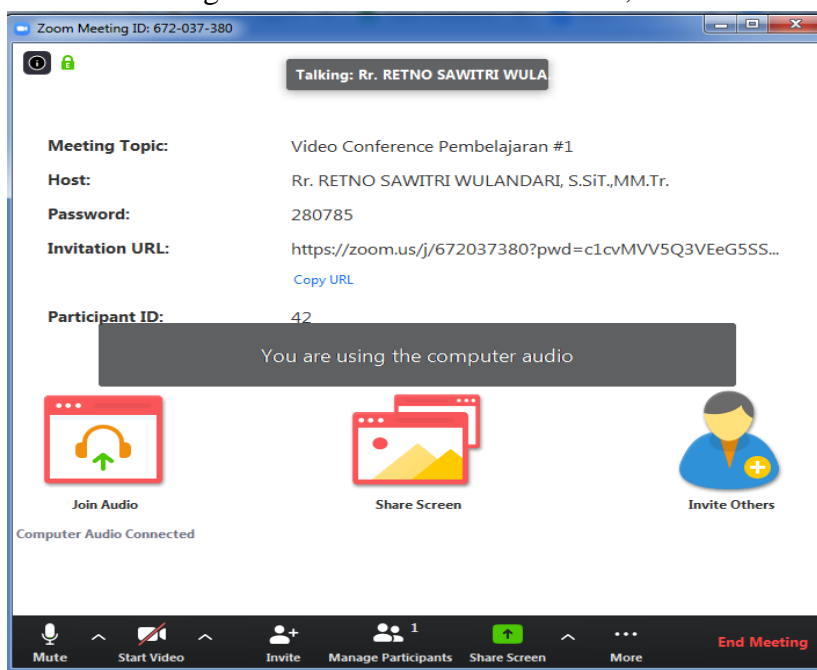 Zoom Meeting ID: 672-037-380
Talking: Rr. RETNO SAWITRI WULA...
Meeting Topic: Video Conference Pembelajaran #1
Host: Rr. RETNO SAWITRI WULANDARI, S.SiT.,MM.Tr.
Password: 280785
Invitation URL: https://zoom.us/j/672037380?pwd=c1cvMVV5Q3VEeG5SS...
Copy URL
Participant ID: 42
You are using the computer audio
Join Audio Share Screen Invite Others
Computer Audio Connected
1
Mute Start Video Invite Manage Participants Share Screen More End Meeting